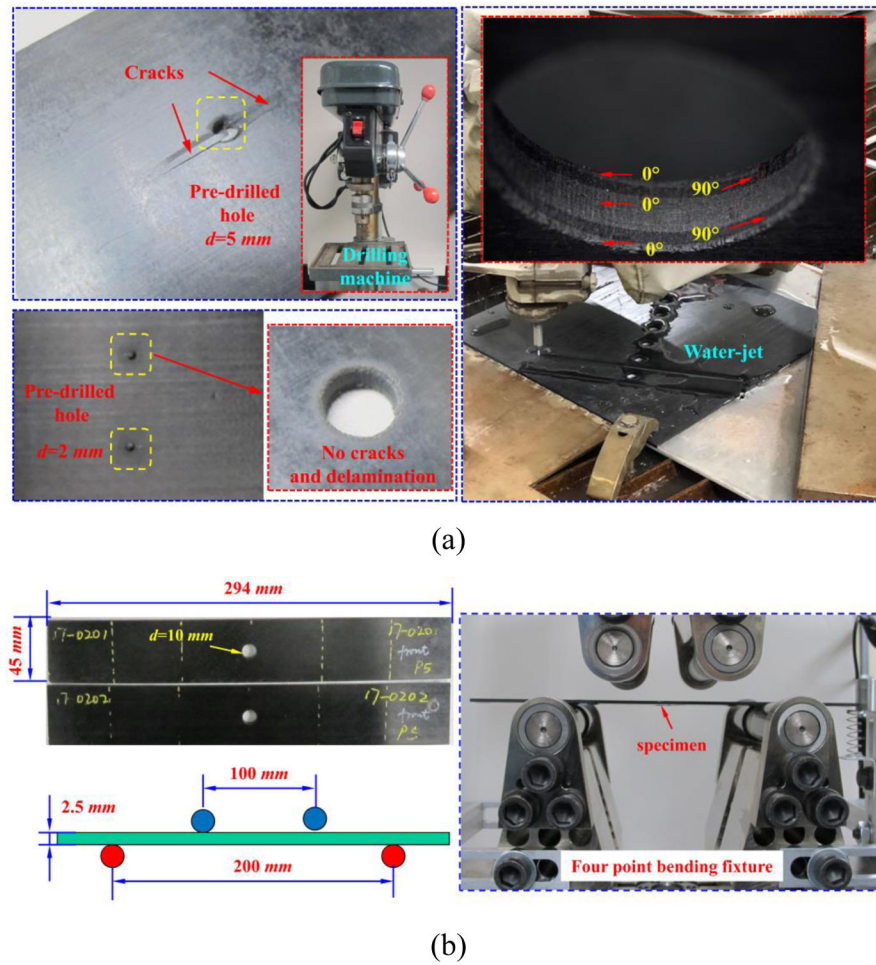 Cracks
Pre-drilled
hole
d=5 mm
Drilling
machine
0°
90°
0°
90°
0°
Water-jet
Pre-drilled
hole
d=2 mm
No cracks
and delamination
(a)
294 mm
45 mm
17-0201
d=10 mm
17-0201
front
P5
17-0202
17-0202
front
100 mm
2.5 mm
200 mm
specimen
Four point bending fixture
(b)